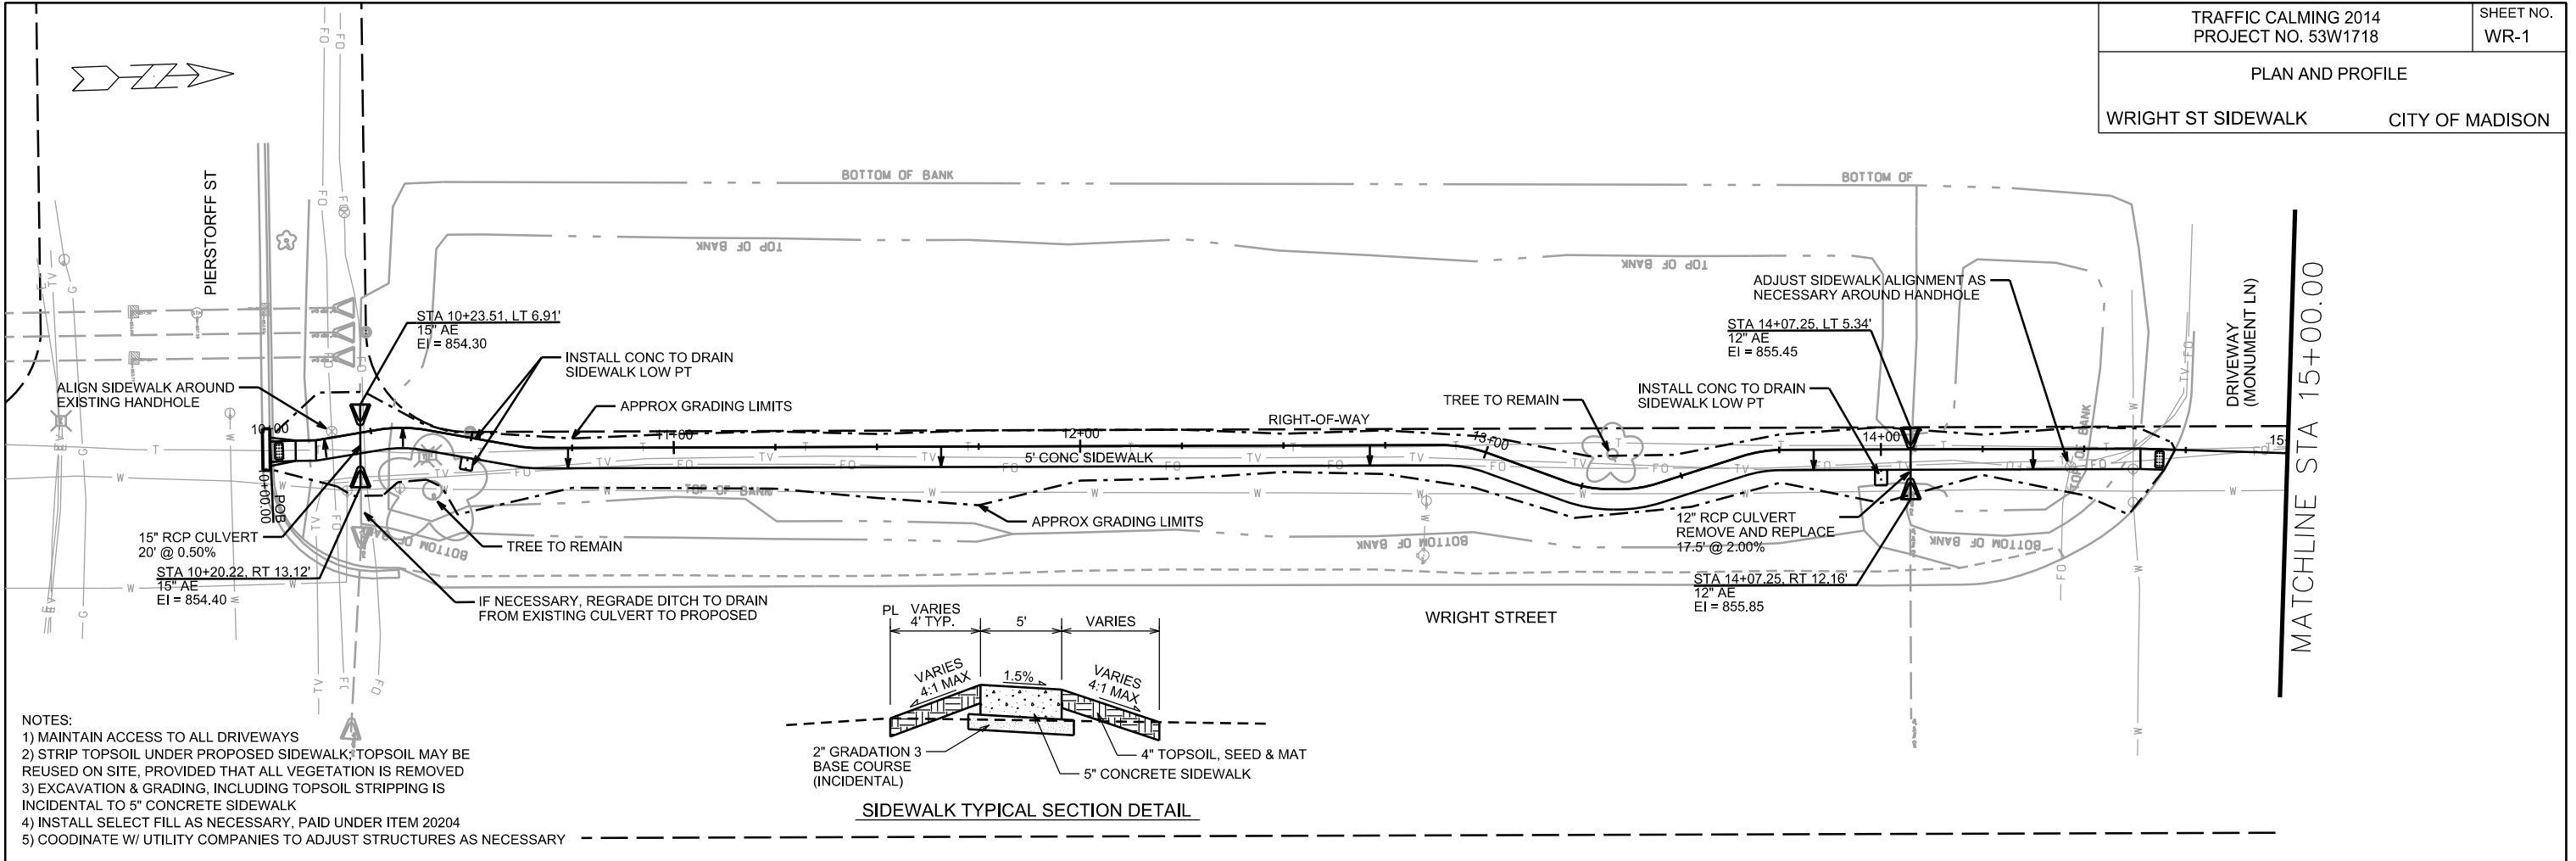 TRAFFIC CALMING 2014
PROJECT NO. 53W1718
SHEET NO.
WR-1
PLAN AND PROFILE
WRIGHT ST SIDEWALK
CITY OF MADISON
PIERSTORFF ST
BOTTOM OF BANK
TOP OF BANK
BOTTOM OF
TOP OF BANK
STA 10+23.51, LT 6.91'
15" AE
EI = 854.30
INSTALL CONC TO DRAIN
SIDEWALK LOW PT
ALIGN SIDEWALK AROUND
EXISTING HANDHOLE
APPROX GRADING LIMITS
ADJUST SIDEWALK ALIGNMENT AS
NECESSARY AROUND HANDHOLE
STA 14+07.25, LT 5.34'
12" AE
EI = 855.45
INSTALL CONC TO DRAIN
SIDEWALK LOW PT
TREE TO REMAIN
RIGHT-OF-WAY
DRIVEWAY
(MONUMENT LN)
MATCHLINE STA 15+00.00
10+00
11+00
12+00
13+00
14+00
15
5' CONC SIDEWALK
10+00.00
POB
TOP OF BANK
TOP OF BANK
15" RCP CULVERT
20' @ 0.50%
STA 10+20.22, RT 13.12'
15" AE
EI = 854.40
TREE TO REMAIN
BOTTOM OF BANK
APPROX GRADING LIMITS
BOTTOM OF BANK
12" RCP CULVERT
REMOVE AND REPLACE
17.5' @ 2.00%
BOTTOM OF BANK
STA 14+07.25, RT 12.16'
12" AE
EI = 855.85
IF NECESSARY, REGRADE DITCH TO DRAIN
FROM EXISTING CULVERT TO PROPOSED
WRIGHT STREET
PL VARIES
4' TYP.
5'
VARIES
VARIES
4:1 MAX
1.5%
VARIES
4:1 MAX
2" GRADATION 3
BASE COURSE
(INCIDENTAL)
4" TOPSOIL, SEED & MAT
5" CONCRETE SIDEWALK
SIDEWALK TYPICAL SECTION DETAIL
NOTES:
1) MAINTAIN ACCESS TO ALL DRIVEWAYS
2) STRIP TOPSOIL UNDER PROPOSED SIDEWALK; TOPSOIL MAY BE
REUSED ON SITE, PROVIDED THAT ALL VEGETATION IS REMOVED
3) EXCAVATION & GRADING, INCLUDING TOPSOIL STRIPPING IS
INCIDENTAL TO 5" CONCRETE SIDEWALK
4) INSTALL SELECT FILL AS NECESSARY, PAID UNDER ITEM 20204
5) COODINATE W/ UTILITY COMPANIES TO ADJUST STRUCTURES AS NECESSARY